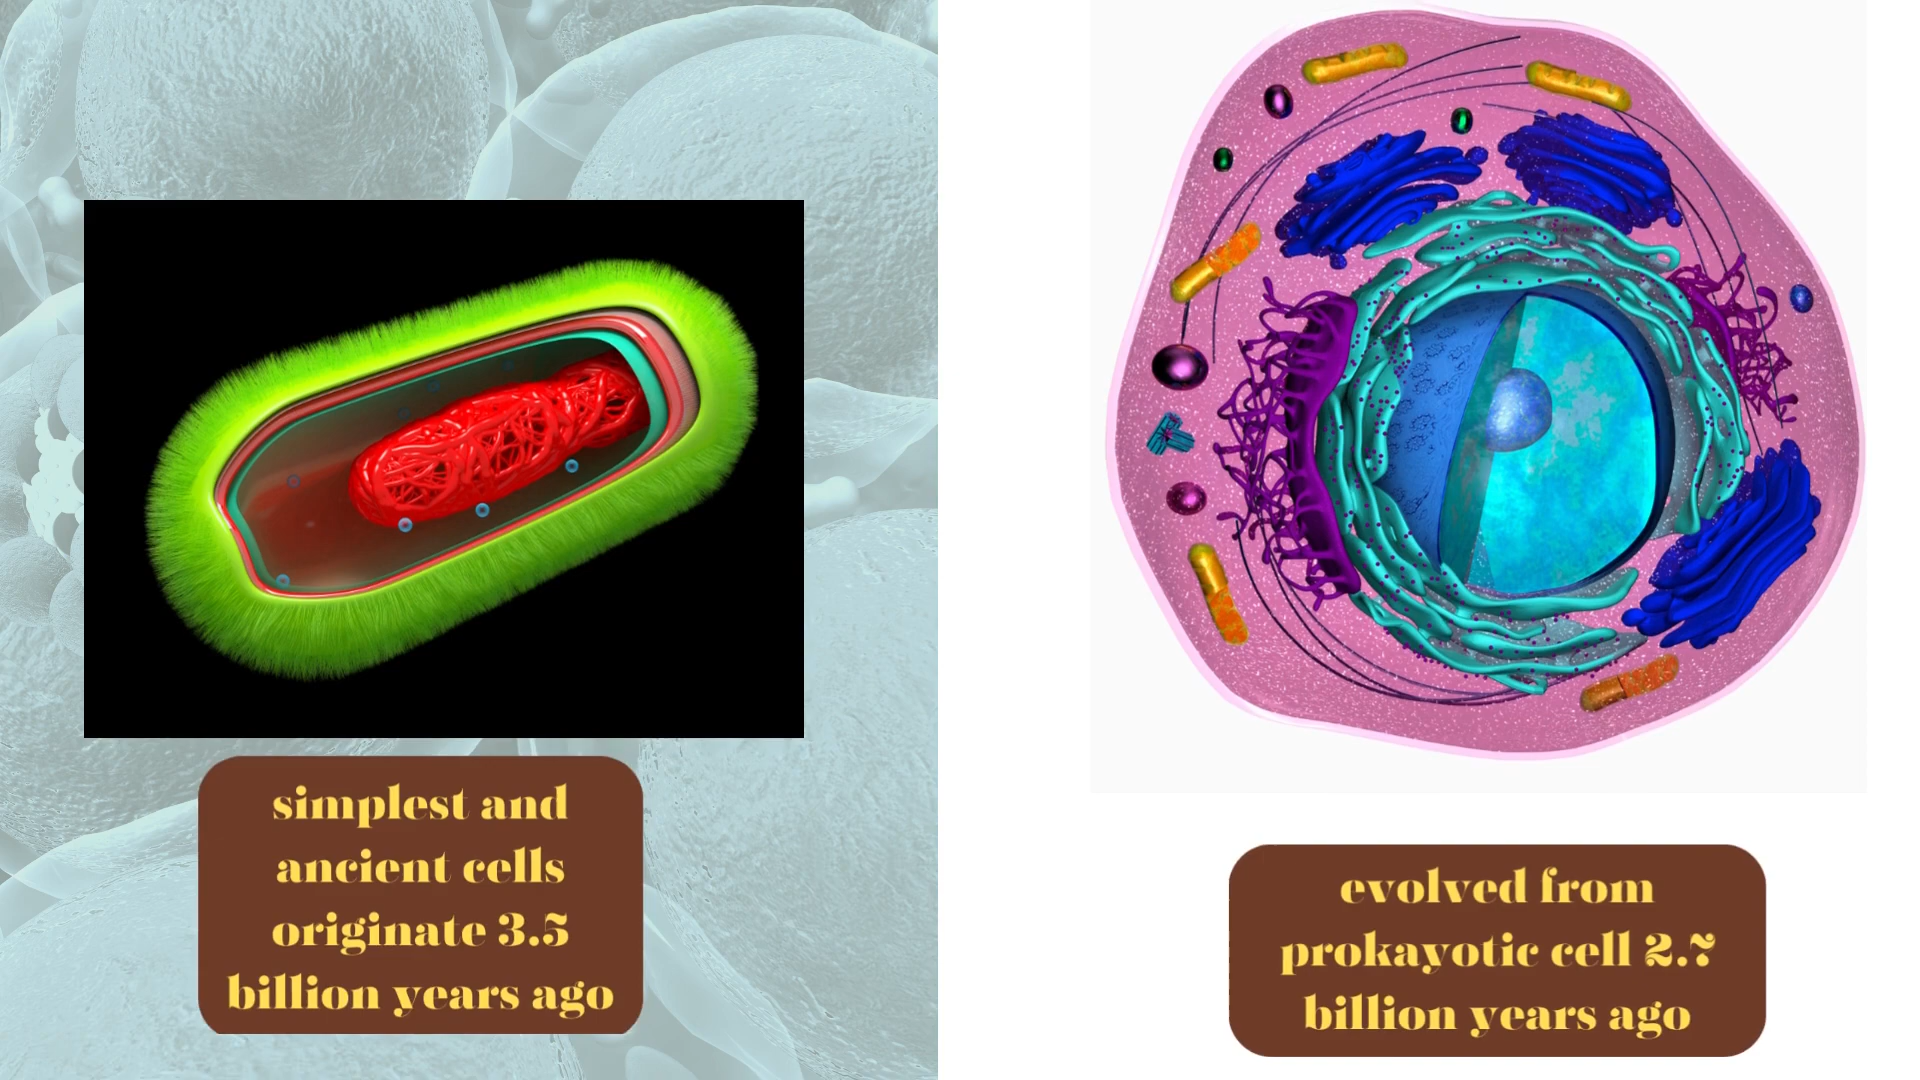 simplest and
ancient cells
originate 3.5
billion years ago
evolved from
prokayotic cell 2.7
billion years ago